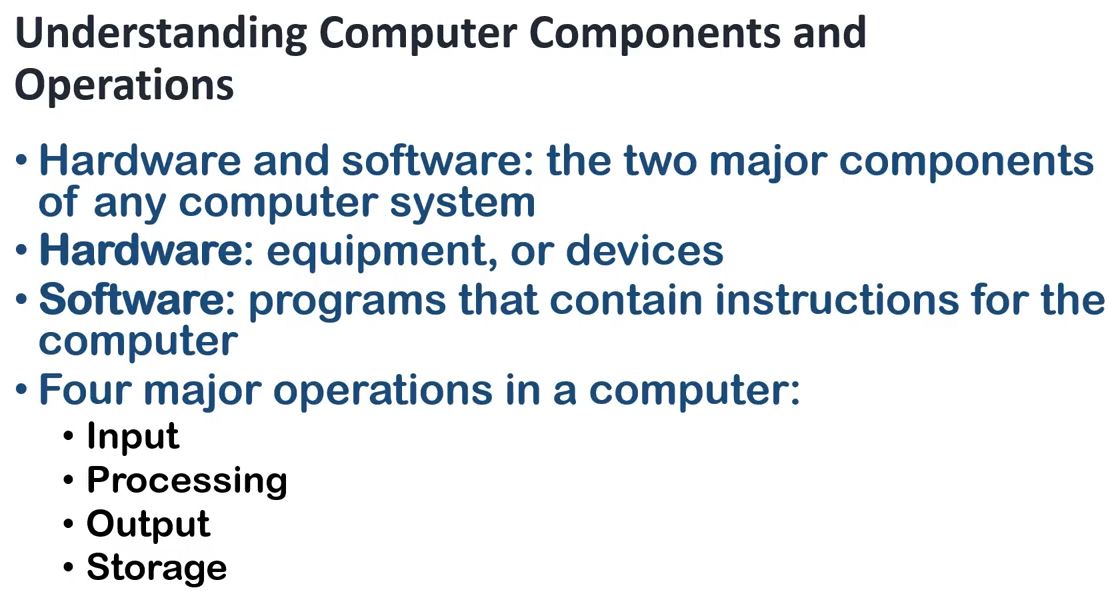 Understanding Computer Components and
Operations
• Hardware and software: the two major components
of any computer system
• Hardware: equipment, or devices
• Software: programs that contain instructions for the
computer
• Four major operations in a computer:
• Input
• Processing
• Output
• Storage